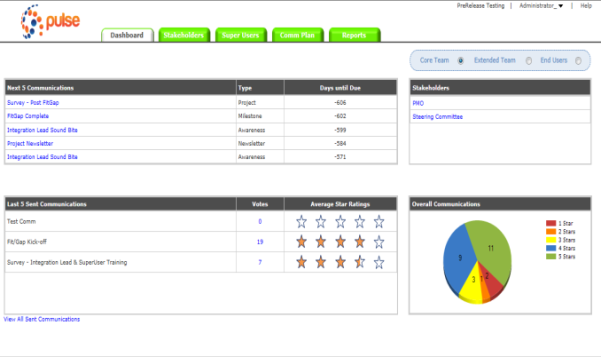 PreRelease Testing | Administrator_ | Help
pulse
Dashboard Stakeholders Super Users Comm Plan Reports
Core Team Extended Team End Users
Next 5 Communications Type Days until Due
Survey - Post FitGap Project -606
FitGap Complete Milestone -602
Integration Lead Sound Bite Awareness -599
Project Newsletter Newsletter -564
Integration Lead Sound Bite Awareness -571
Stakeholders
PMO
Steering Committee
Last 5 Sent Communications Votes Average Star Ratings
Test Comm 0
Fit/Gap Kick-off 19
Survey - Integration Lead & SuperUser Training 7
Overall Communications
11
9
3 1 2
1 Star
2 Stars
3 Stars
4 Stars
5 Stars
View All Sent Communications